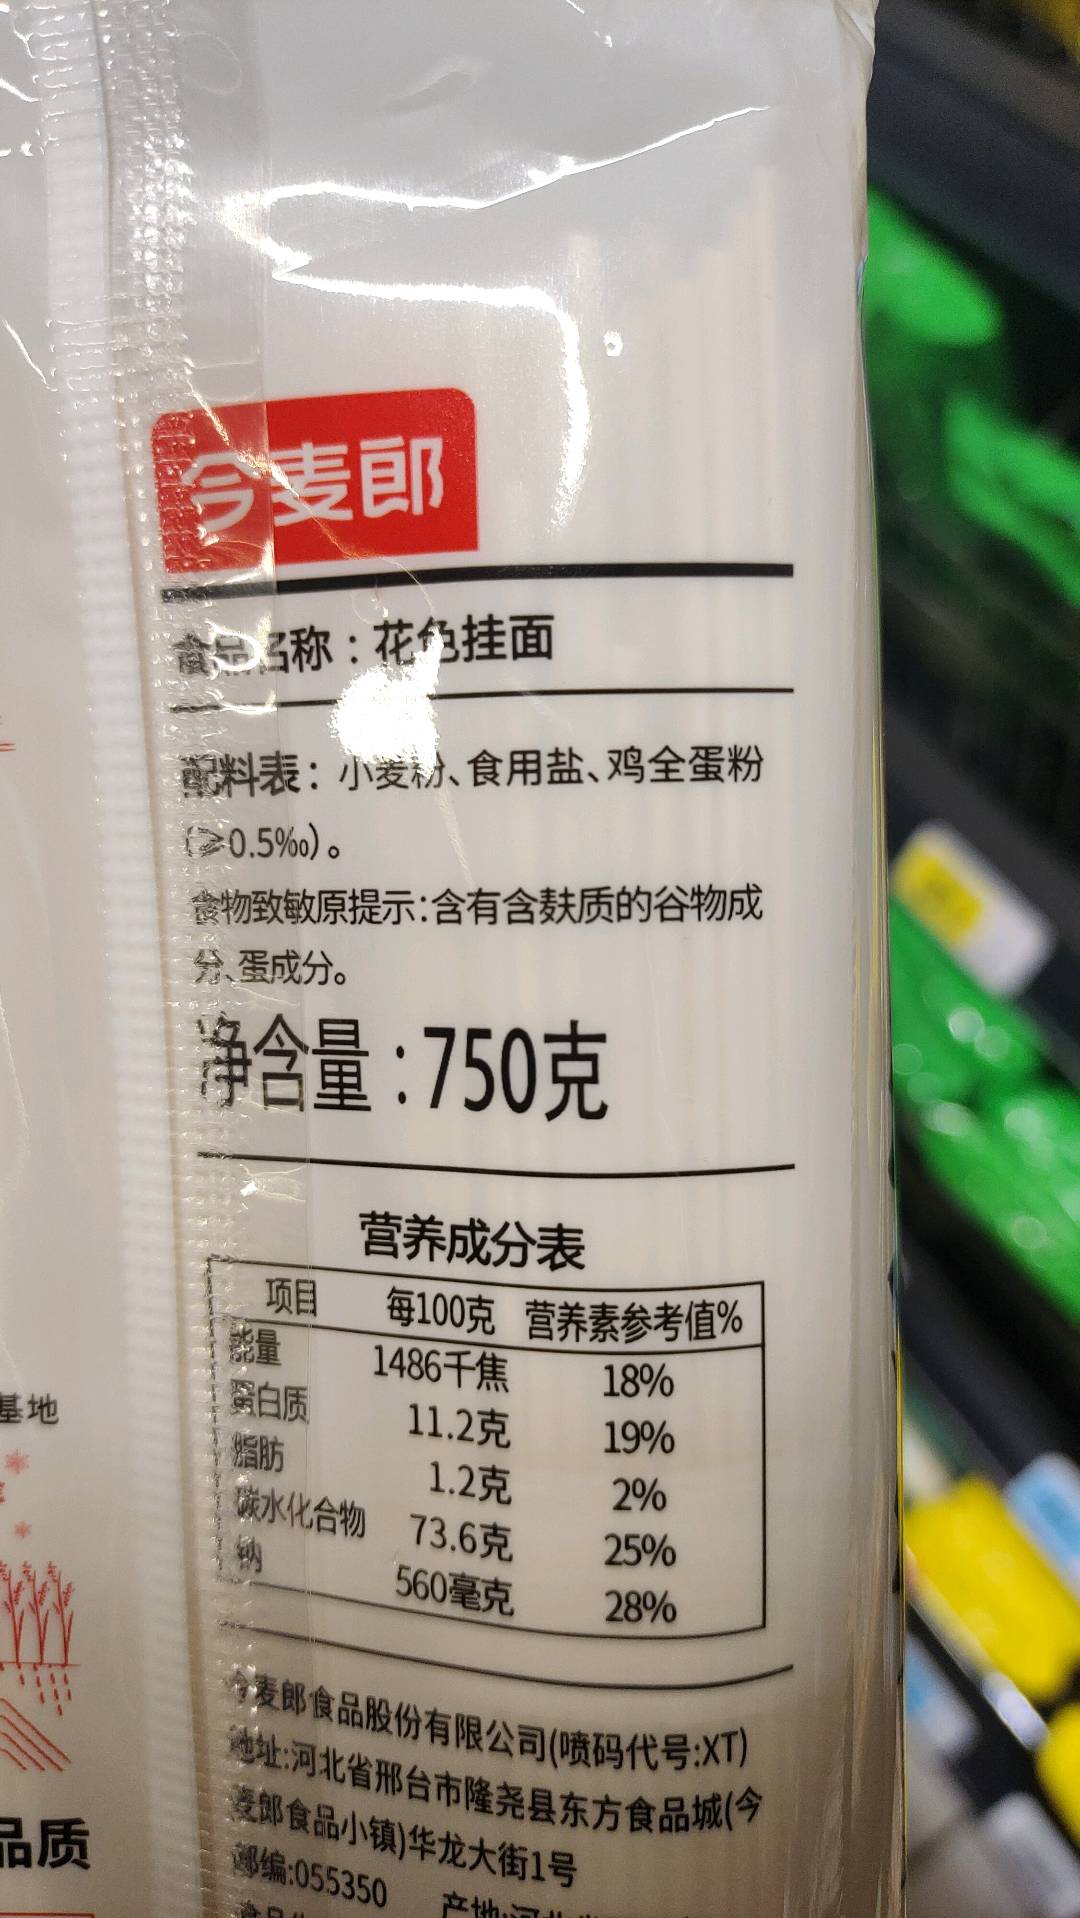 今麦郎
食品名称：花色挂面
配料表：小麦粉、食用盐、鸡全蛋粉
(≥0.5‰)。
食物致敏原提示：含有含麸质的谷物成
分、蛋成分。
净含量：750克
营养成分表
项目 每100克 营养素参考值%
能量 1486千焦 18%
蛋白质 11.2克 19%
脂肪 1.2克 2%
碳水化合物 73.6克 25%
钠 560毫克 28%
今麦郎食品股份有限公司(喷码代号:XT)
地址:河北省邢台市隆尧县东方食品城(今
麦郎食品小镇)华龙大街1号
邮编:055350 产地:河北
基地
品质